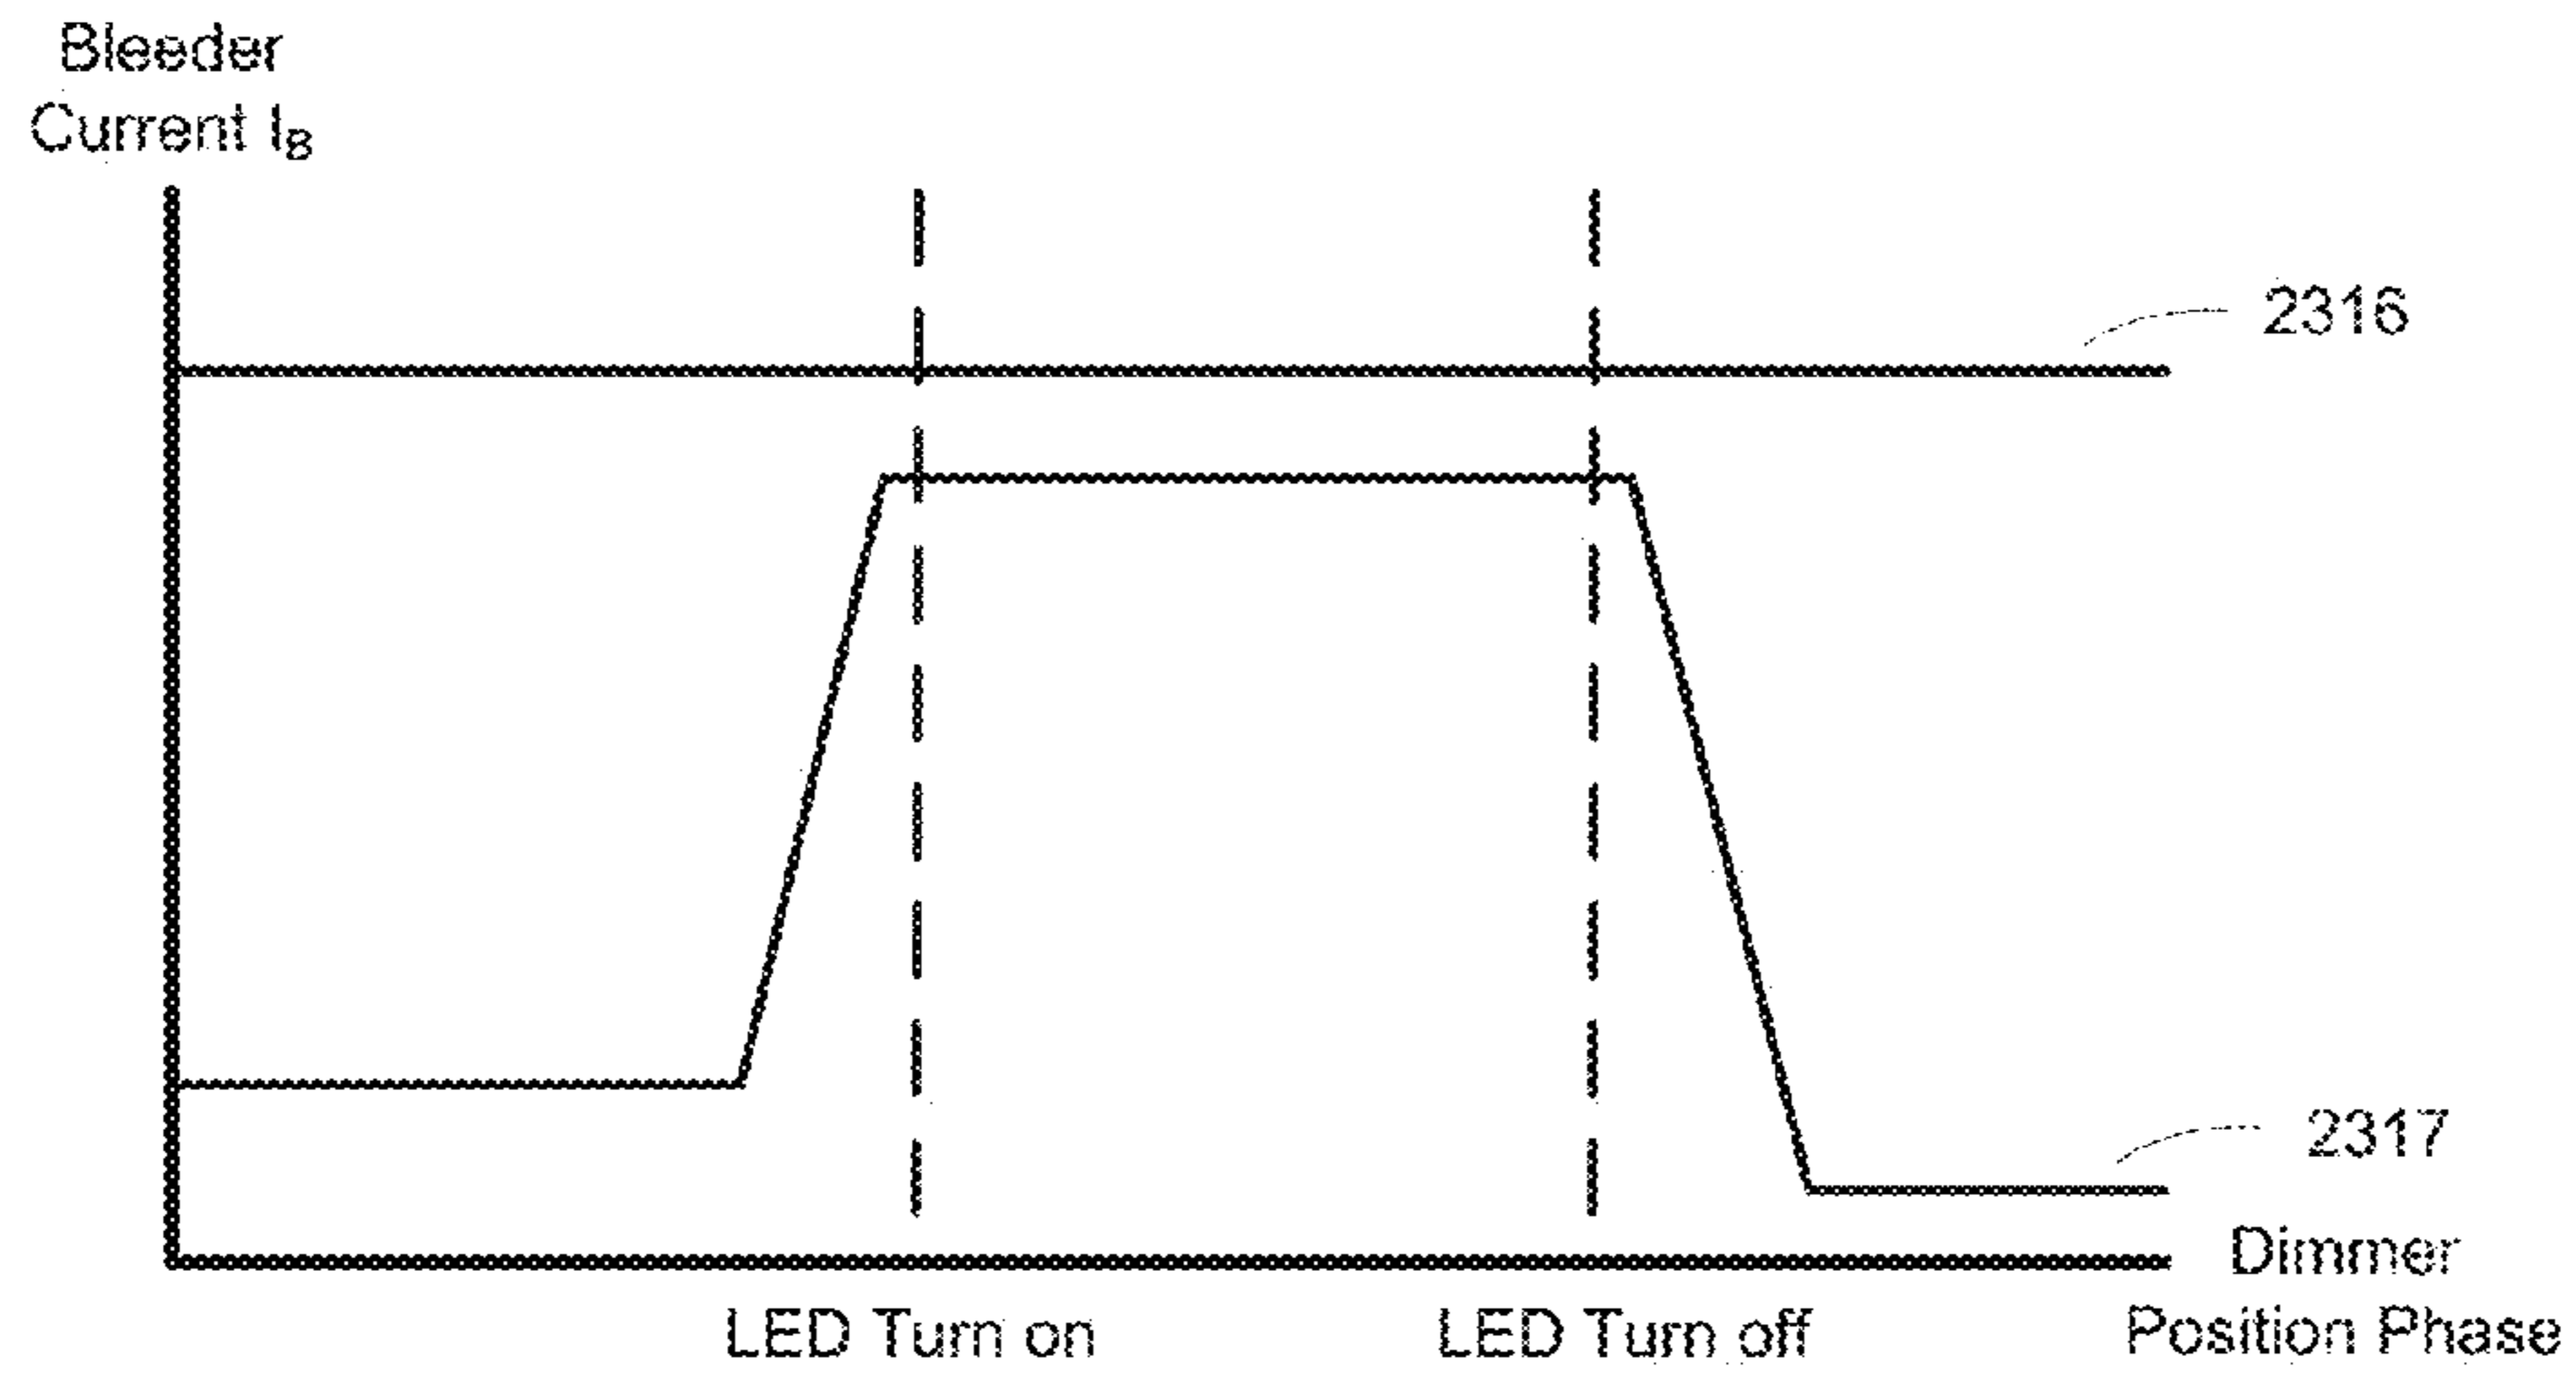 Bleeder
Current I_B
2316
2317
Dimmer
Position Phase
LED Turn on
LED Turn off